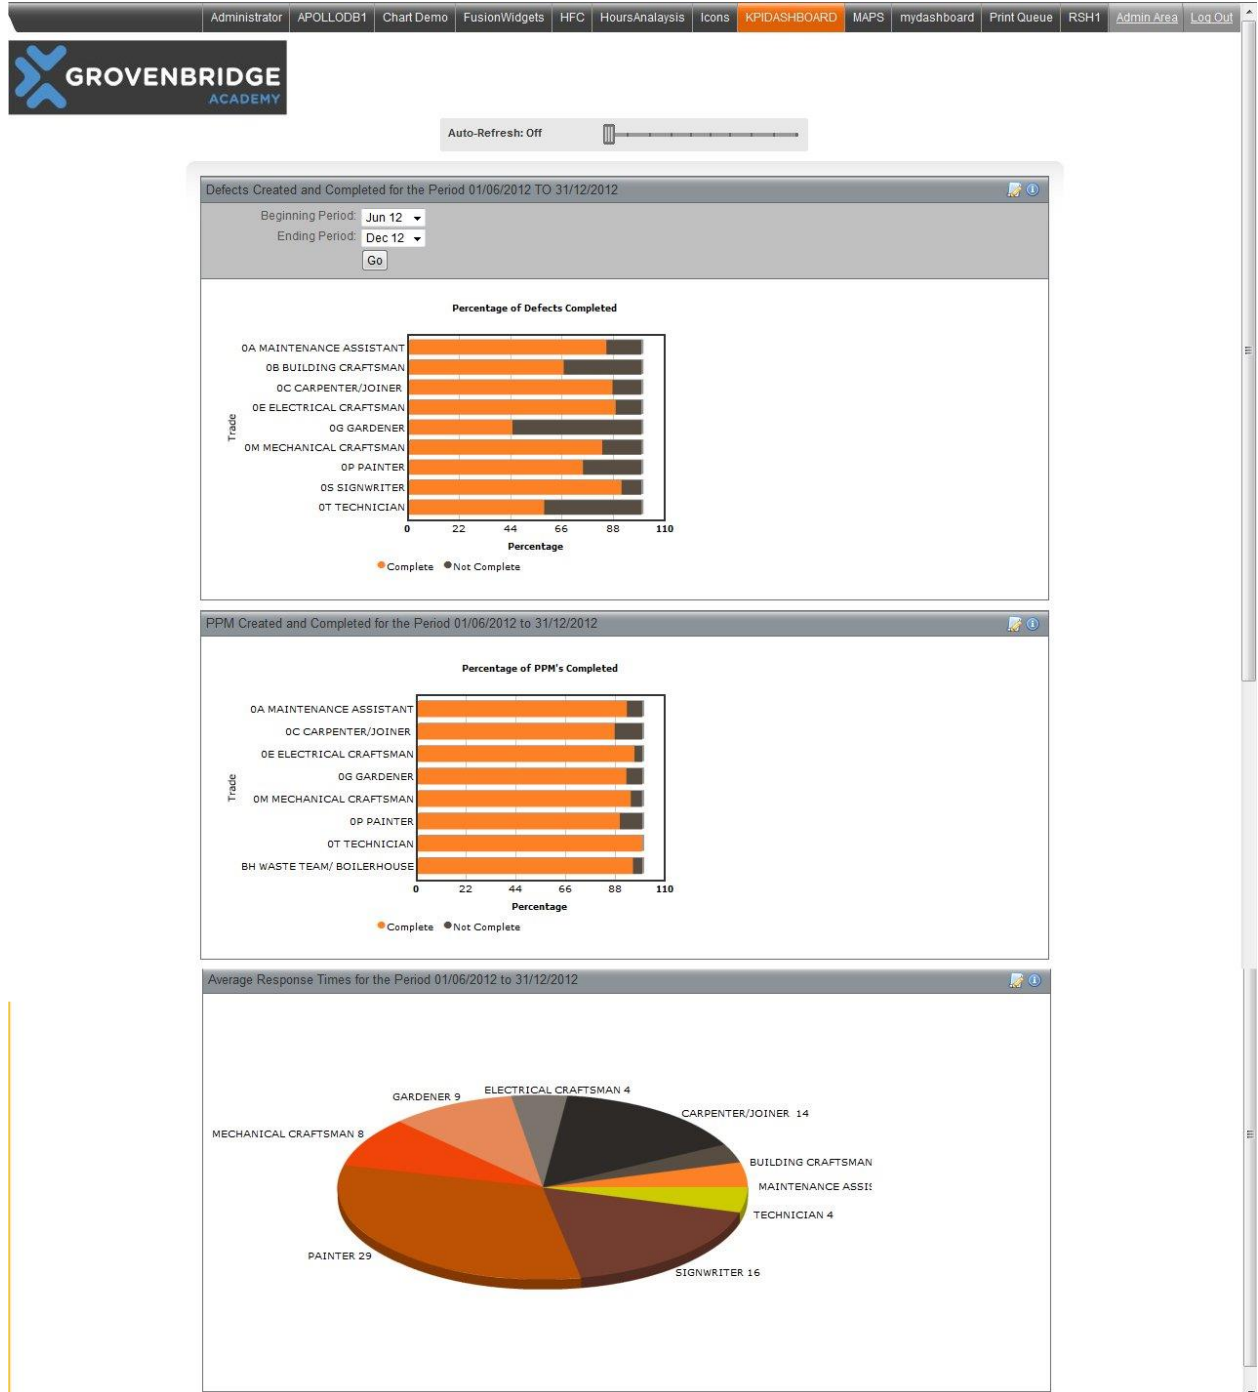 Administrator APOLLODB1 Chart Demo FusionWidgets HFC HoursAnalaysis Icons KPIDASHBOARD MAPS mydashboard Print Queue RSH1 Admin Area Log Out
GROVENBRIDGE
ACADEMY
Auto-Refresh: Off
Defects Created and Completed for the Period 01/06/2012 TO 31/12/2012
Beginning Period: Jun 12
Ending Period: Dec 12
Go
Percentage of Defects Completed
0A MAINTENANCE ASSISTANT
0B BUILDING CRAFTSMAN
0C CARPENTER/JOINER
0E ELECTRICAL CRAFTSMAN
0G GARDENER
0M MECHANICAL CRAFTSMAN
0P PAINTER
0S SIGNWRITER
0T TECHNICIAN
Trade
0 22 44 66 88 110
Percentage
Complete Not Complete
PPM Created and Completed for the Period 01/06/2012 to 31/12/2012
Percentage of PPM's Completed
0A MAINTENANCE ASSISTANT
0C CARPENTER/JOINER
0E ELECTRICAL CRAFTSMAN
0G GARDENER
0M MECHANICAL CRAFTSMAN
0P PAINTER
0T TECHNICIAN
BH WASTE TEAM/ BOILERHOUSE
Trade
0 22 44 66 88 110
Percentage
Complete Not Complete
Average Response Times for the Period 01/06/2012 to 31/12/2012
ELECTRICAL CRAFTSMAN 4
GARDENER 9
CARPENTER/JOINER 14
MECHANICAL CRAFTSMAN 8
BUILDING CRAFTSMAN
MAINTENANCE ASSIS
TECHNICIAN 4
PAINTER 29
SIGNWRITER 16